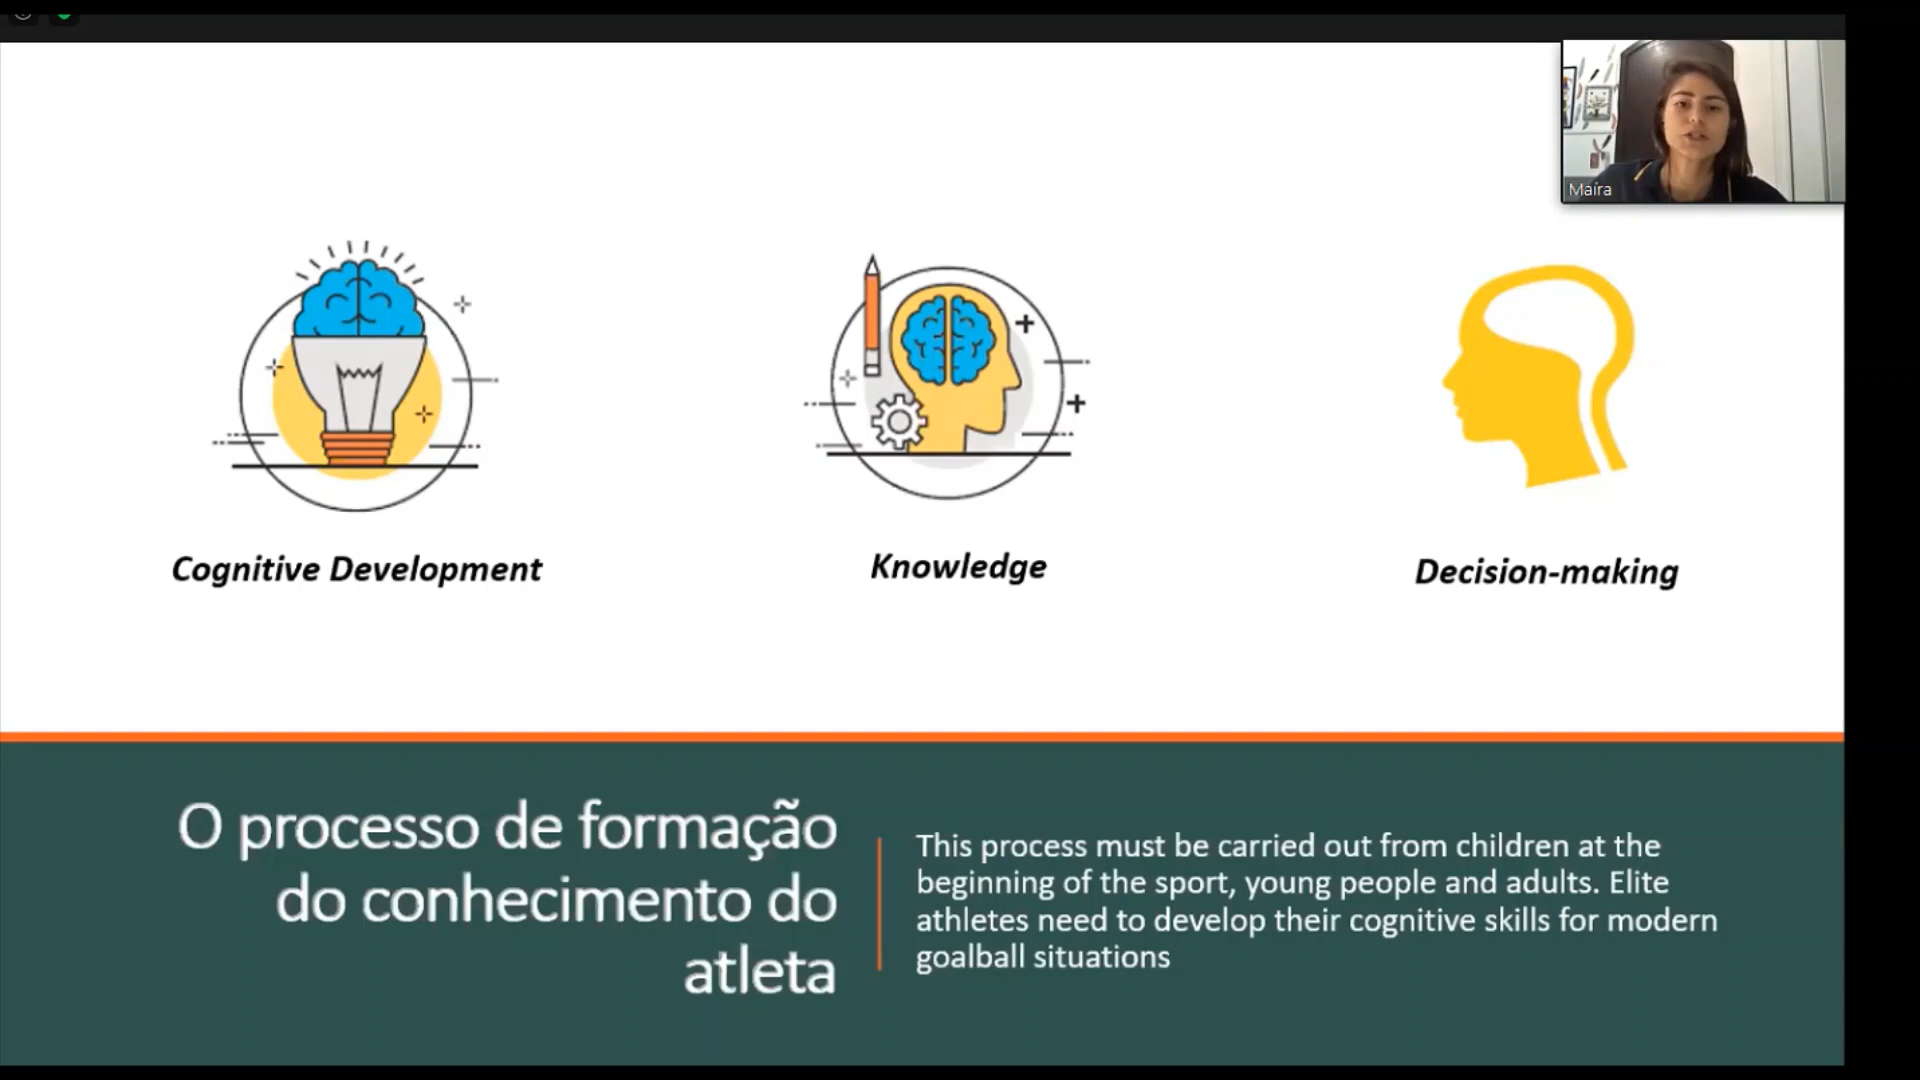 Maíra
Cognitive Development
Knowledge
Decision-making
O processo de formação
do conhecimento do
atleta
This process must be carried out from children at the
beginning of the sport, young people and adults. Elite
athletes need to develop their cognitive skills for modern
goalball situations